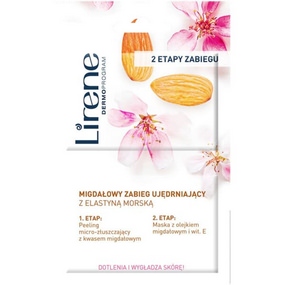 2 ETAPY ZABIEGU
Lirene
DERMOPROGRAM
MIGDAŁOWY ZABIEG UJĘDRNIAJĄCY
Z ELASTYNĄ MORSKĄ
1. ETAP:
Peeling
micro-złuszczający
z kwasem migdałowym
2. ETAP:
Maska z olejkiem
migdałowym i wit. E
DOTLENIA I WYGŁADZA SKÓRĘ!